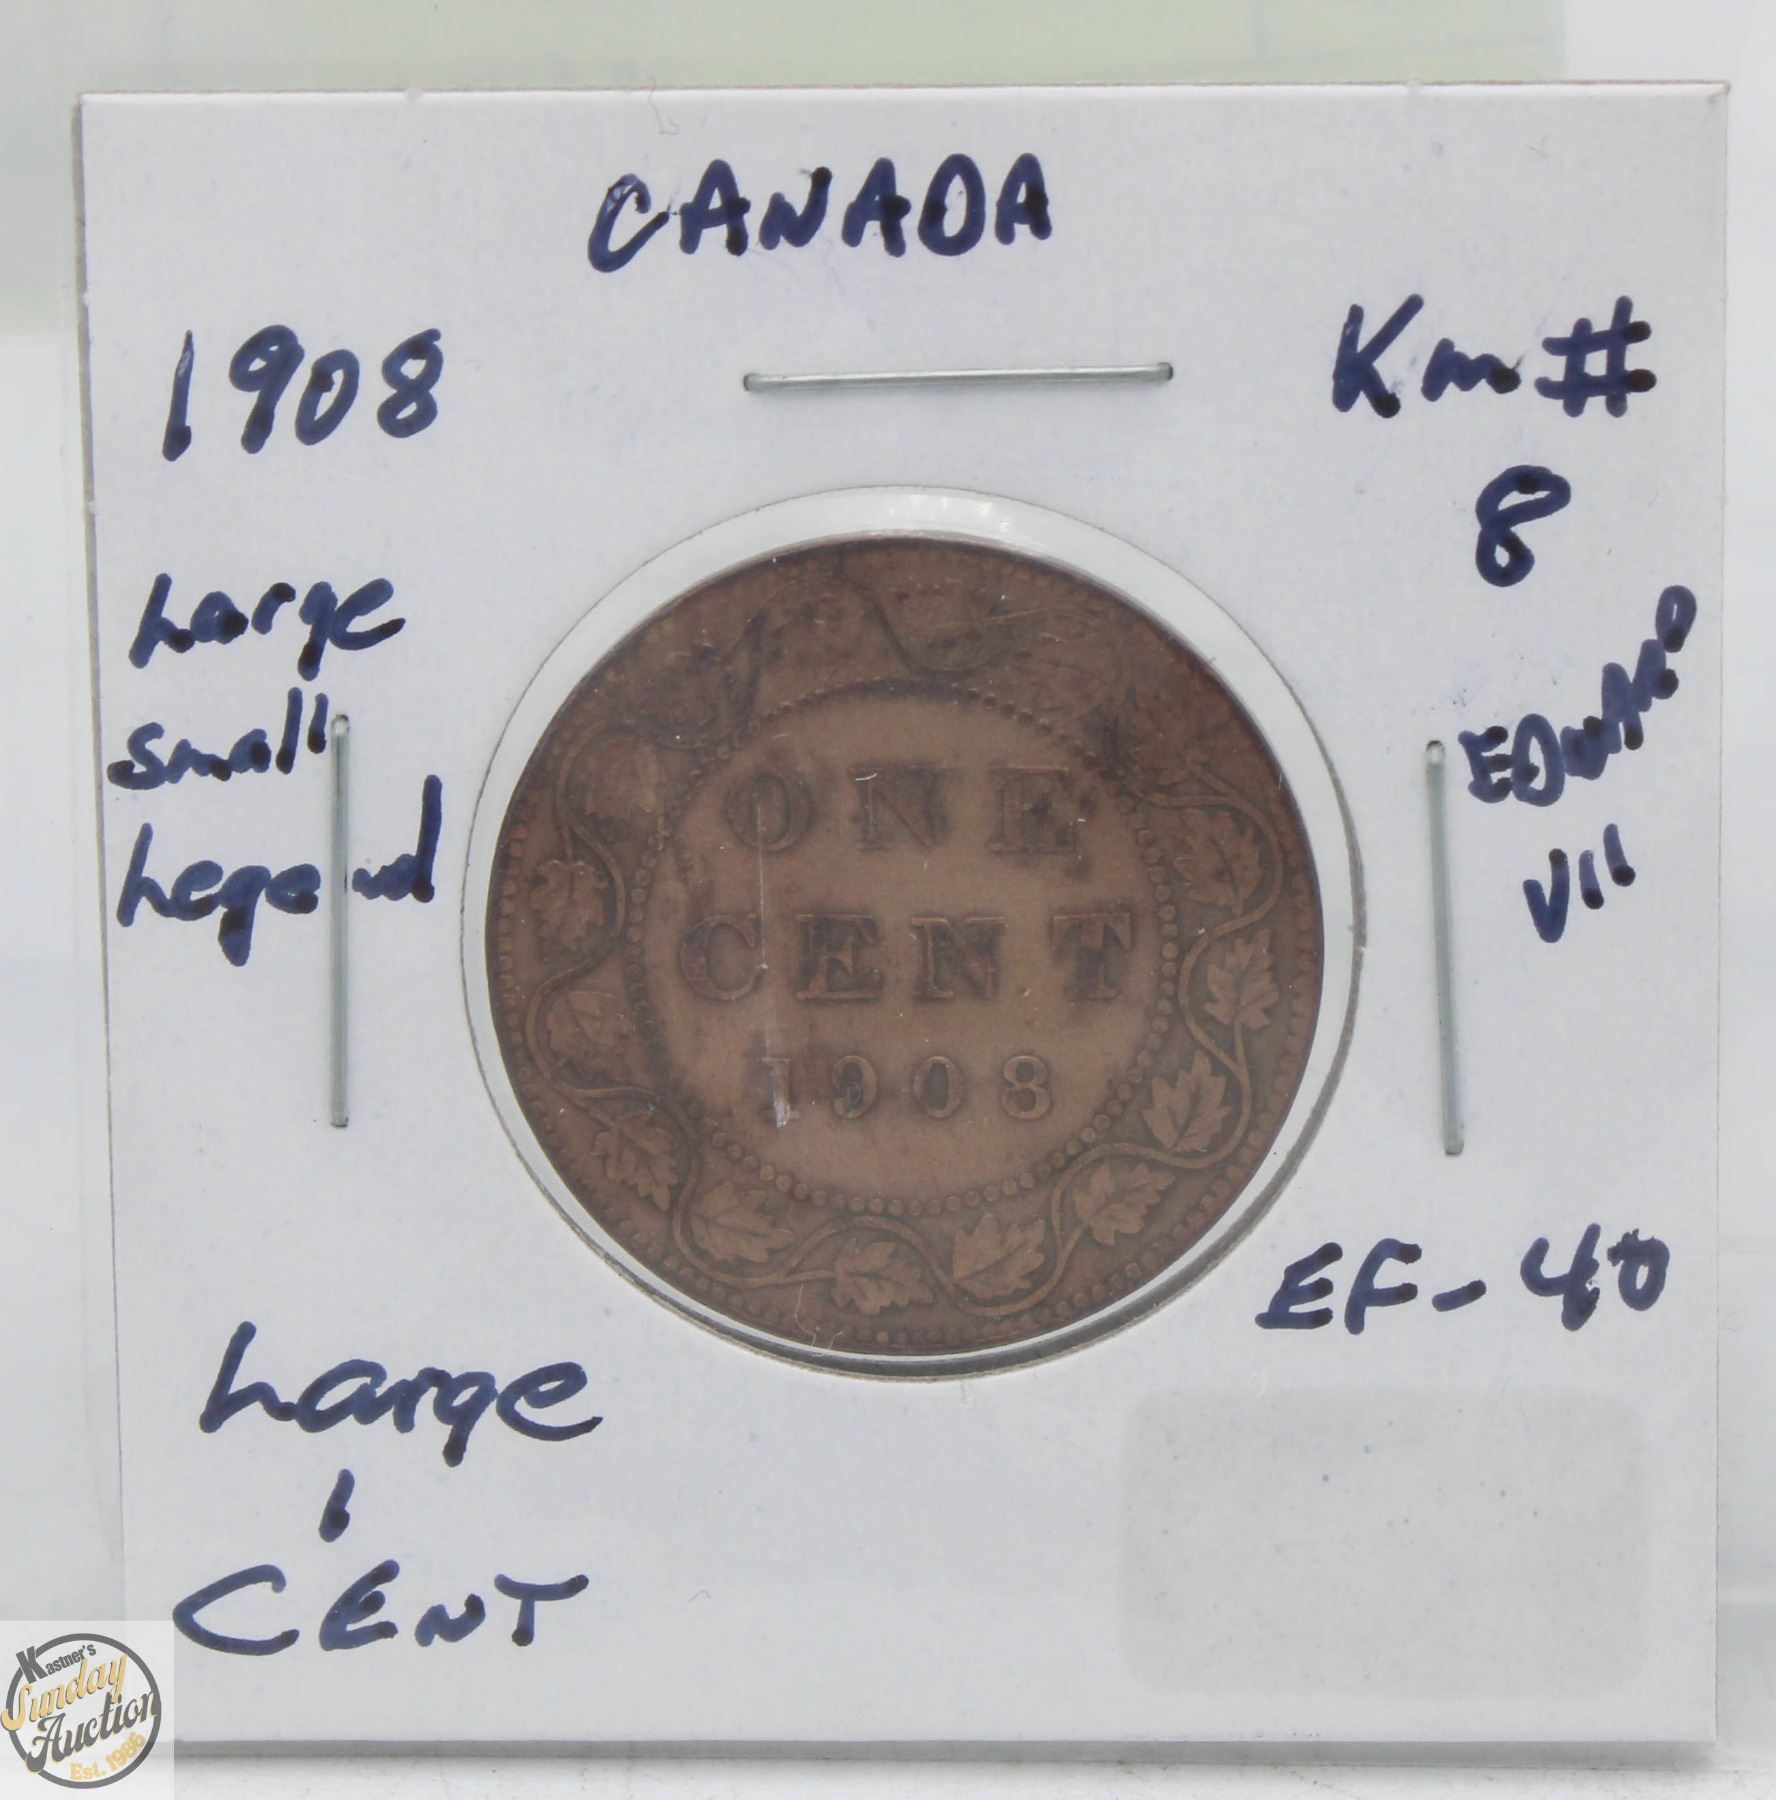 CANADA
1908
Km#
8
Large
small
Legend
EDWARD
VII
ONE
CENT
1908
EF-40
Large
1
CENT
Kastner's
Sunday
Auction
Est. 1986